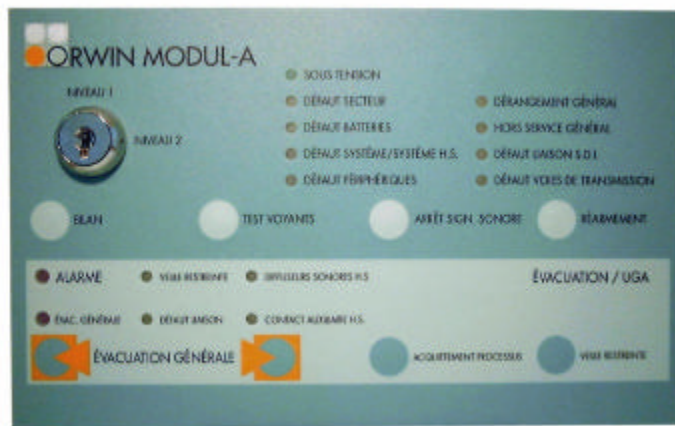 ORWIN MODUL-A
NIVEAU 1
NIVEAU 2
SOUS TENSION
DÉFAUT SECTEUR
DÉFAUT BATTERIES
DÉFAUT SYSTÈME/SYSTÈME H.S.
DÉFAUT PÉRIPHÉRIQUES
DÉRANGEMENT GÉNÉRAL
HORS SERVICE GÉNÉRAL
DÉFAUT LIAISON S.D.I.
DÉFAUT VOIES DE TRANSMISSION
BILAN
TEST VOYANTS
ARRÊT SIGN. SONORE
RÉARMEMENT
ALARME
VEILLE RESTREINTE
DIFFUSEURS SONORES H.S.
ÉVACUATION / UGA
ÉVAC. GÉNÉRALE
DÉFAUT LIAISON
CONTACT AUXILIAIRE H.S.
ÉVACUATION GÉNÉRALE
ACQUITTEMENT PROCESSUS
VEILLE RESTREINTE